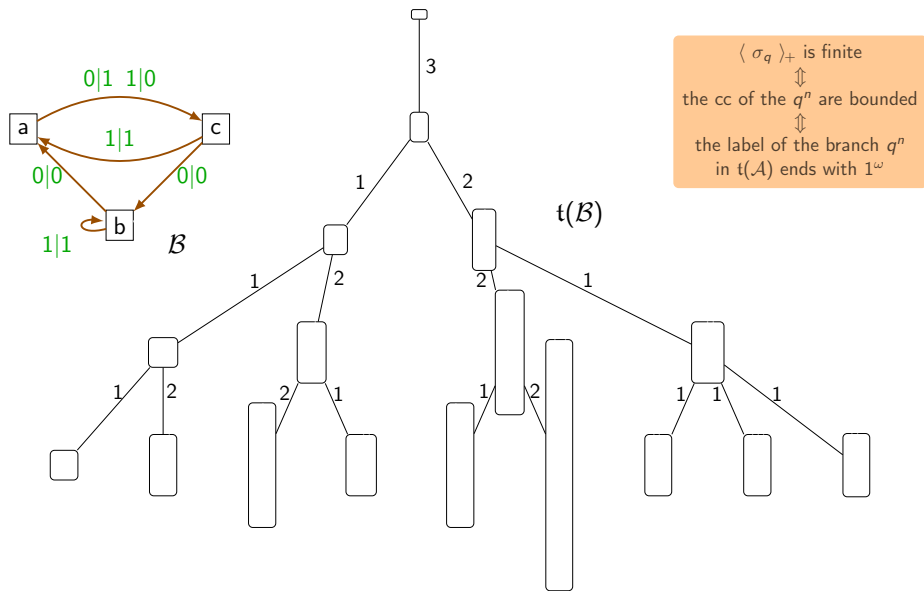 3
⟨ σ_q ⟩₊ is finite
⇕
the cc of the qⁿ are bounded
⇕
the label of the branch qⁿ
in 𝔱(𝒜) ends with 1^ω
0|1 1|0
a
c
1|1
0|0
0|0
b
1|1
ℬ
1
2
𝔱(ℬ)
1
2
2
1
1
2
2
1
1
2
1
1
1